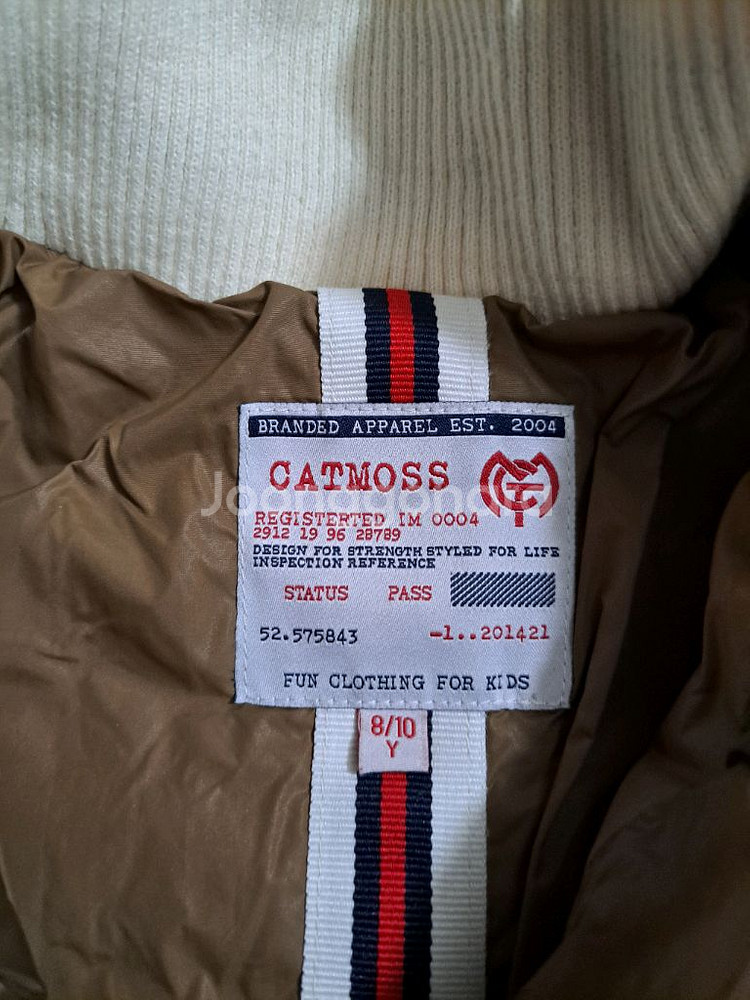 BRANDED APPAREL EST. 2004
CATMOSS
REGISTERTED IM 0004
2912 19 96 28789
DESIGN FOR STRENGTH STYLED FOR LIFE
INSPECTION REFERENCE
STATUS PASS
52.575843 -1..201421
FUN CLOTHING FOR KIDS
8/10
Y